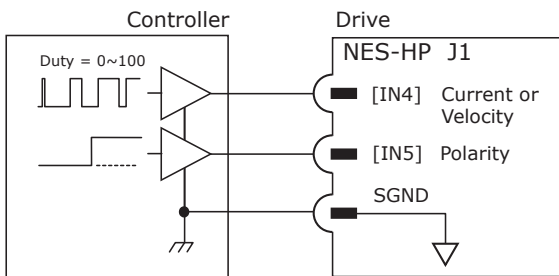 Controller
Drive
NES-HP J1
Duty = 0~100
[IN4] Current or
Velocity
[IN5] Polarity
SGND